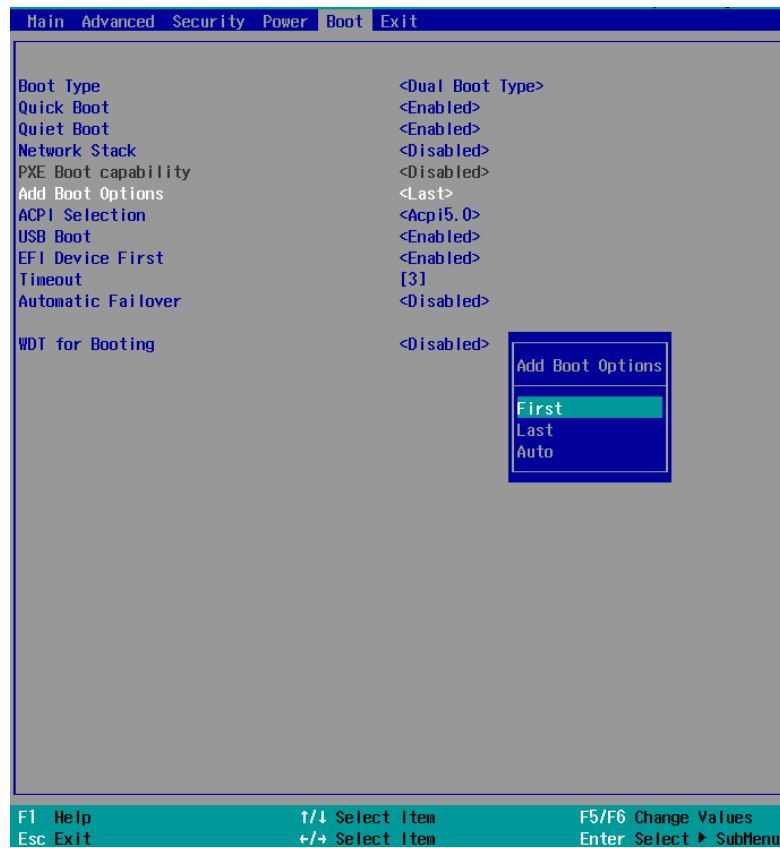 Main Advanced Security Power Boot Exit
Boot Type <Dual Boot Type>
Quick Boot <Enabled>
Quiet Boot <Enabled>
Network Stack <Disabled>
PXE Boot capability <Disabled>
Add Boot Options <Last>
ACPI Selection <Acpi5.0>
USB Boot <Enabled>
EFI Device First <Enabled>
Timeout [3]
Automatic Failover <Disabled>
WDT for Booting <Disabled>
Add Boot Options
First
Last
Auto
F1 Help ↑/↓ Select Item F5/F6 Change Values
Esc Exit ←/→ Select Item Enter Select ▶ SubMenu